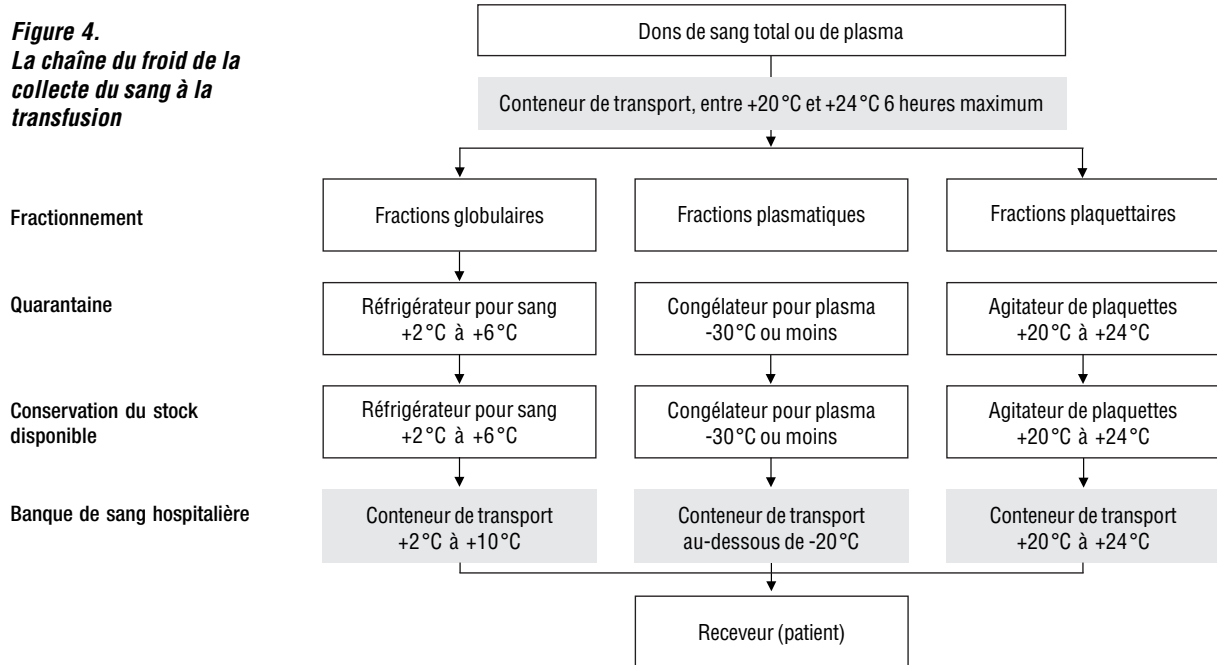 Figure 4.
La chaîne du froid de la
collecte du sang à la
transfusion
Dons de sang total ou de plasma
Conteneur de transport, entre +20°C et +24°C 6 heures maximum
Fractionnement
Fractions globulaires
Fractions plasmatiques
Fractions plaquettaires
Quarantaine
Réfrigérateur pour sang
+2°C à +6°C
Congélateur pour plasma
-30°C ou moins
Agitateur de plaquettes
+20°C à +24°C
Conservation du stock
disponible
Réfrigérateur pour sang
+2°C à +6°C
Congélateur pour plasma
-30°C ou moins
Agitateur de plaquettes
+20°C à +24°C
Banque de sang hospitalière
Conteneur de transport
+2°C à +10°C
Conteneur de transport
au-dessous de -20°C
Conteneur de transport
+20°C à +24°C
Receveur (patient)